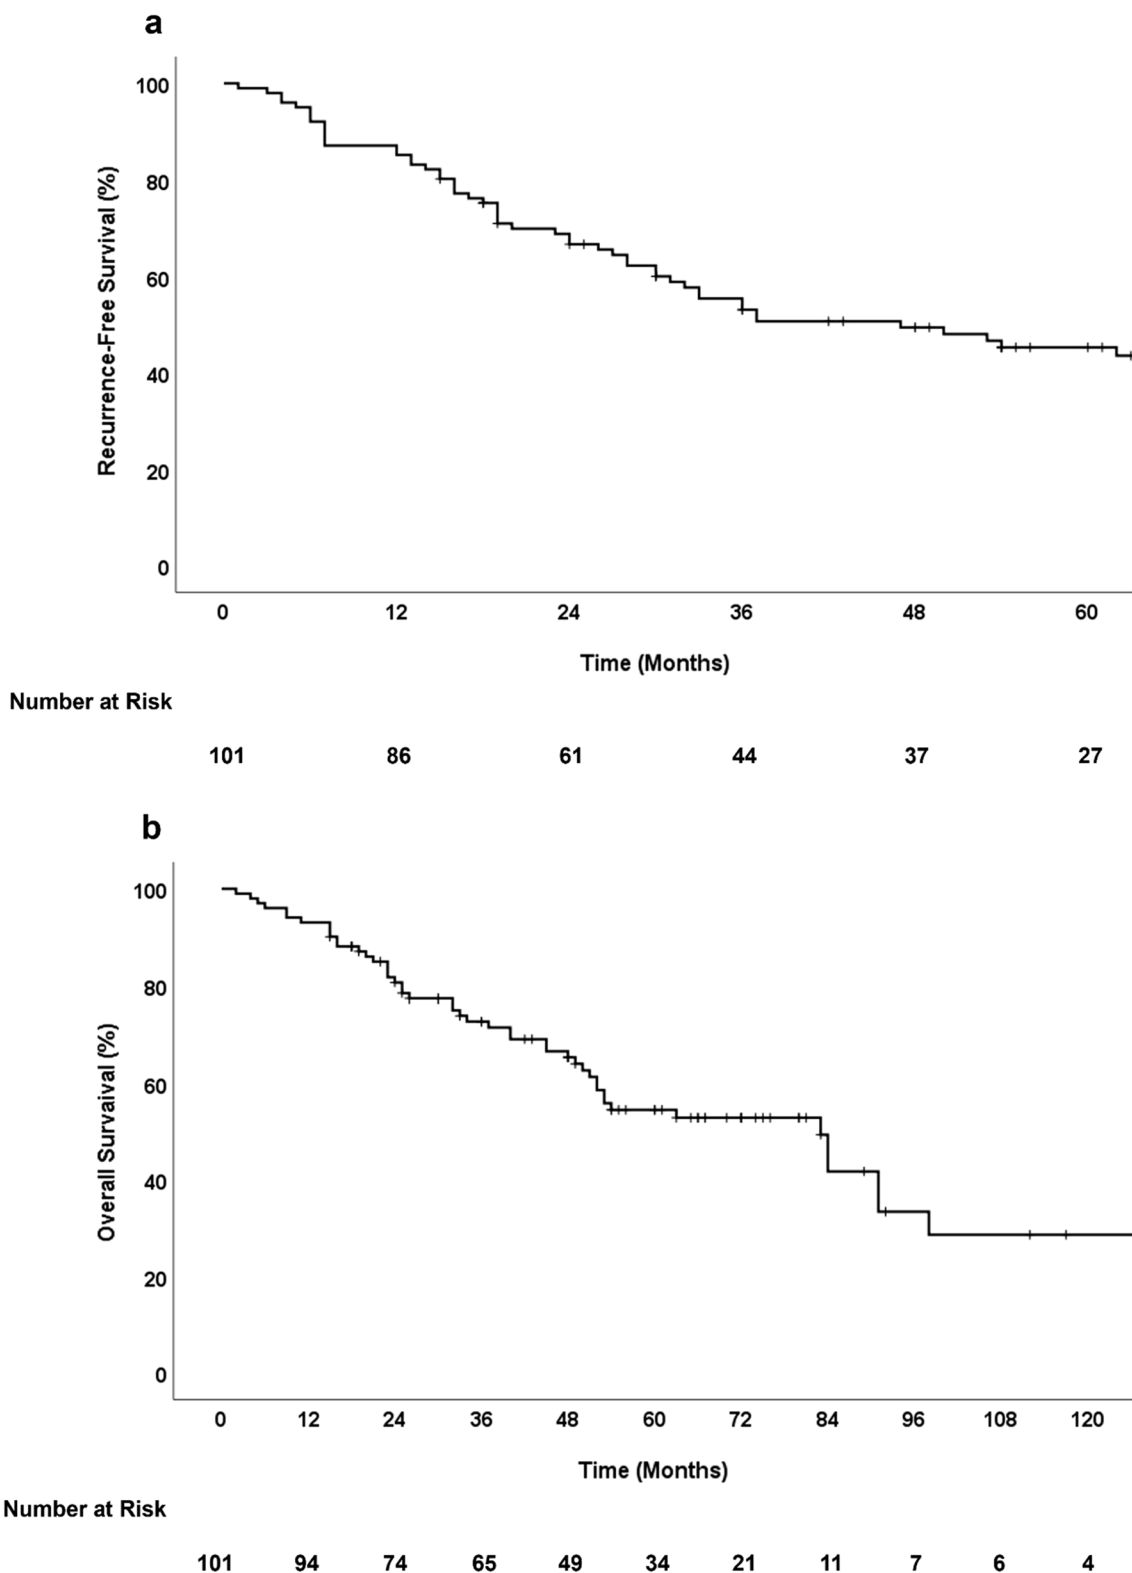 a
100
80
60
40
20
0
Recurrence-Free Survival (%)
0 12 24 36 48 60
Time (Months)
Number at Risk
101 86 61 44 37 27
b
100
80
60
40
20
0
Overall Survaival (%)
0 12 24 36 48 60 72 84 96 108 120
Time (Months)
Number at Risk
101 94 74 65 49 34 21 11 7 6 4